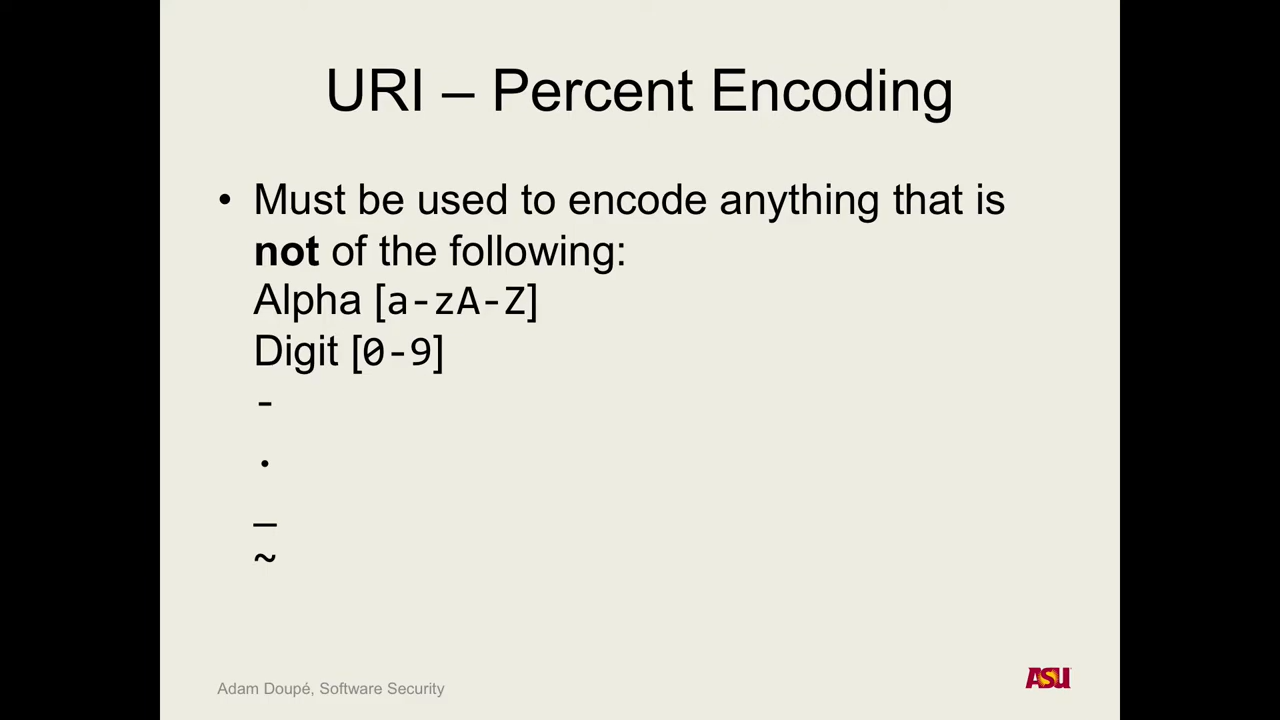 URI – Percent Encoding
• Must be used to encode anything that is
not of the following:
Alpha [a-zA-Z]
Digit [0-9]
-
.
_
~
Adam Doupé, Software Security
ASU